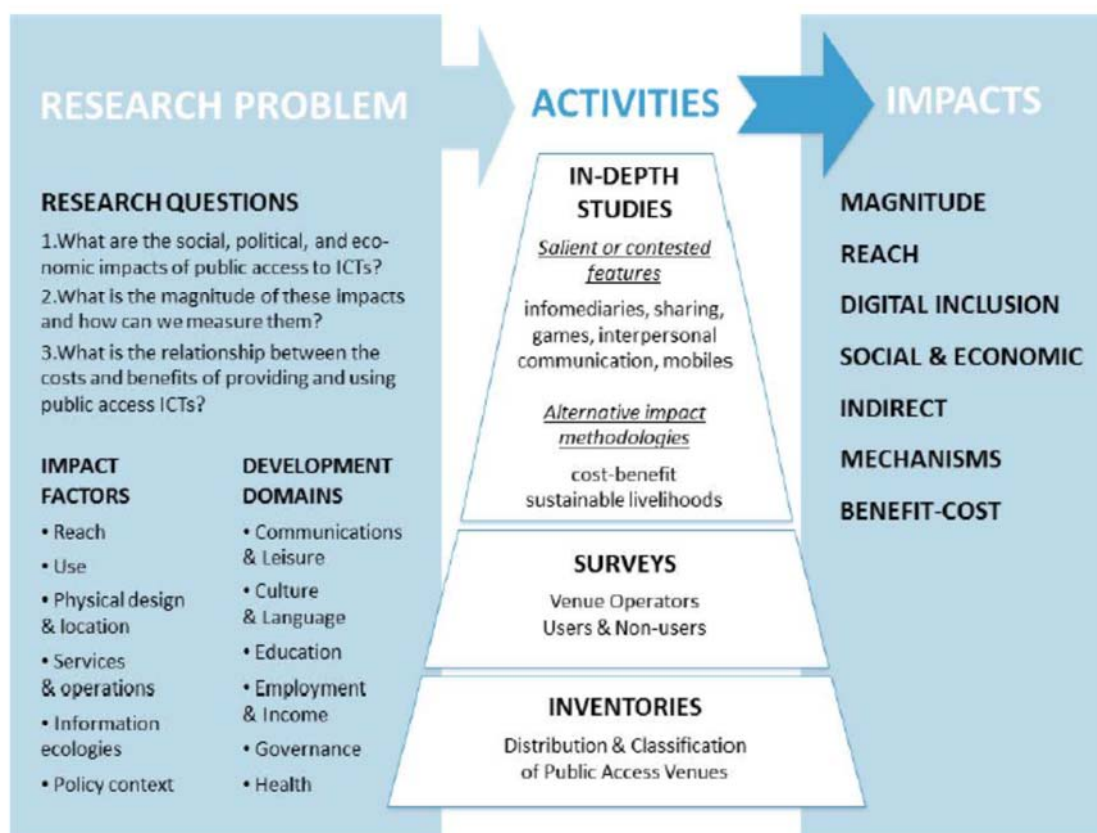 RESEARCH PROBLEM
RESEARCH QUESTIONS
1.What are the social, political, and eco-
nomic impacts of public access to ICTs?
2.What is the magnitude of these impacts
and how can we measure them?
3.What is the relationship between the
costs and benefits of providing and using
public access ICTs?
IMPACT
FACTORS
• Reach
• Use
• Physical design
& location
• Services
& operations
• Information
ecologies
• Policy context
DEVELOPMENT
DOMAINS
• Communications
& Leisure
• Culture
& Language
• Education
• Employment
& Income
• Governance
• Health
ACTIVITIES
IN-DEPTH
STUDIES
Salient or contested
features
infomediaries, sharing,
games, interpersonal
communication, mobiles
Alternative impact
methodologies
cost-benefit
sustainable livelihoods
SURVEYS
Venue Operators
Users & Non-users
INVENTORIES
Distribution & Classification
of Public Access Venues
IMPACTS
MAGNITUDE
REACH
DIGITAL INCLUSION
SOCIAL & ECONOMIC
INDIRECT
MECHANISMS
BENEFIT-COST